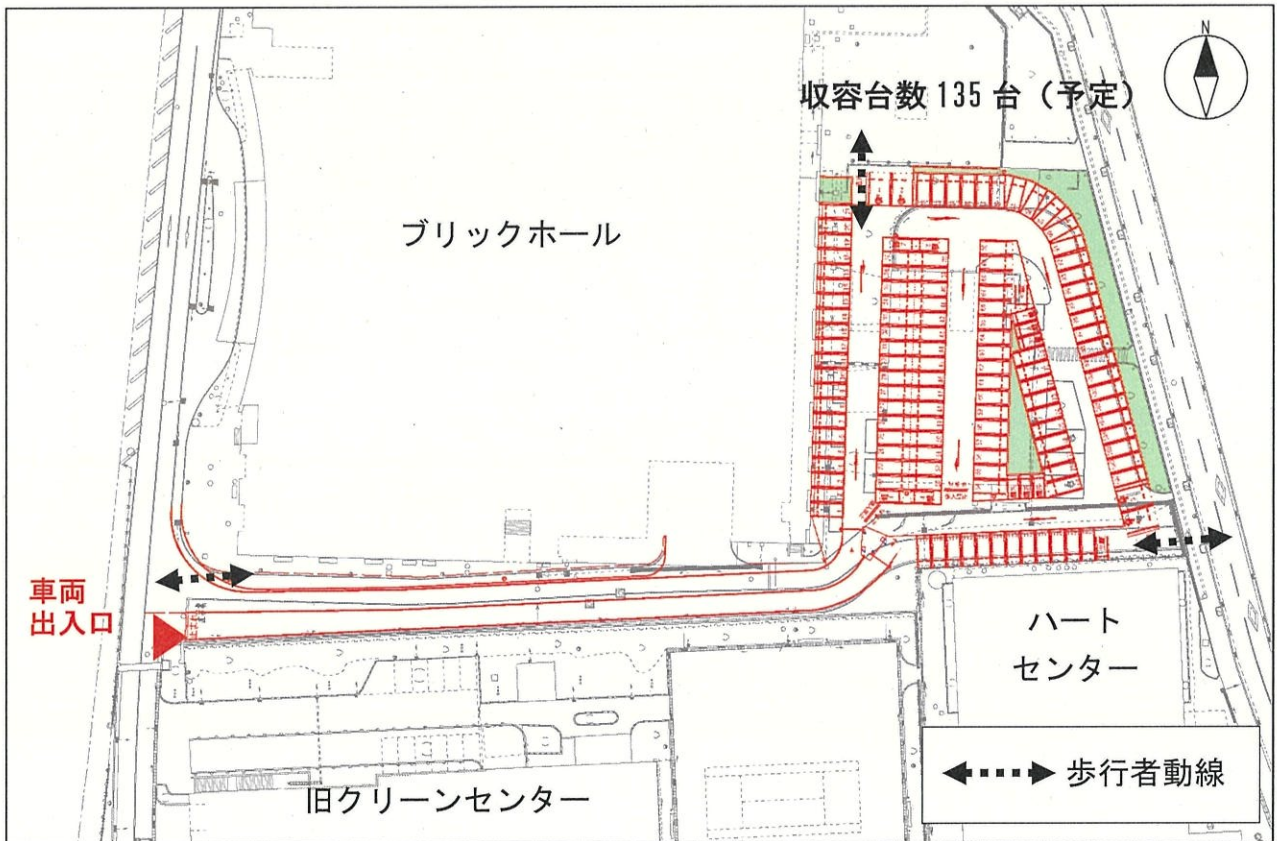 N
収容台数 135 台（予定）
ブリックホール
車両
出入口
ハート
センター
旧クリーンセンター
歩行者動線